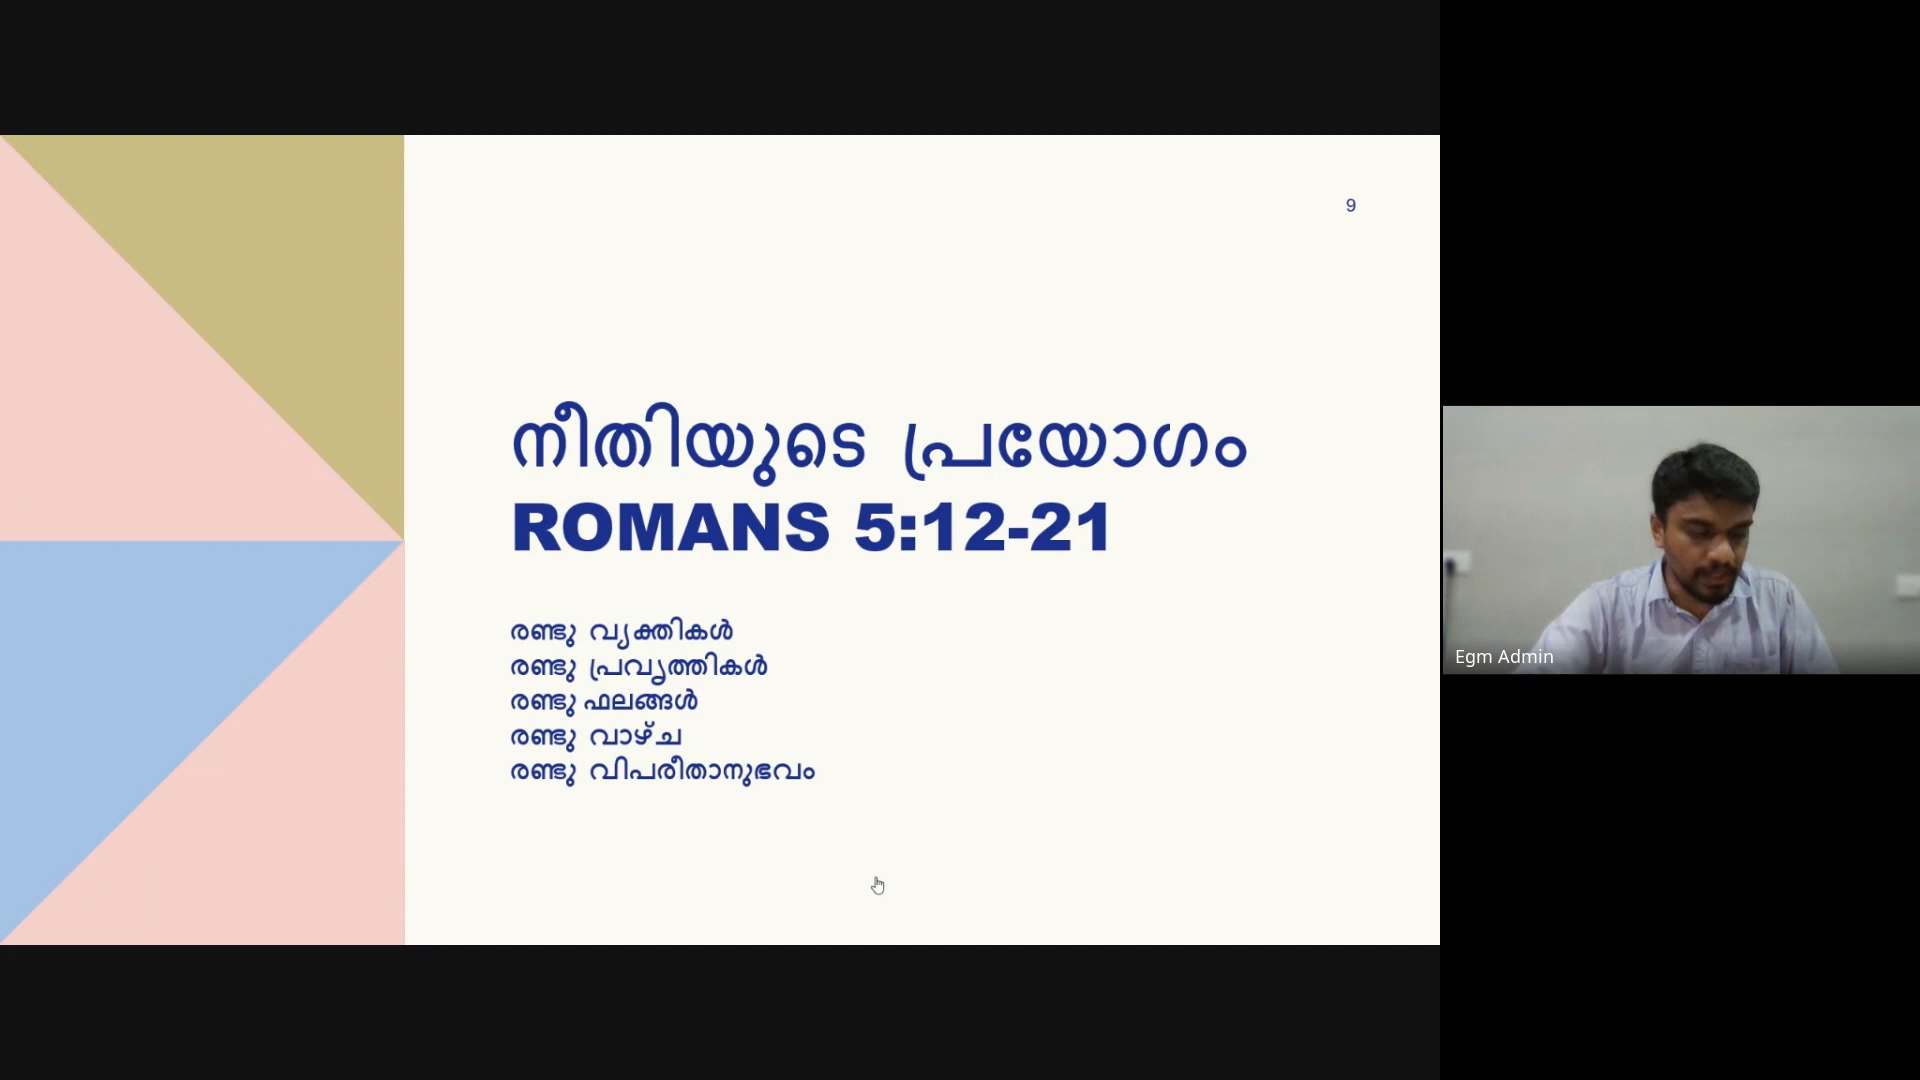 9
നീതിയുടെ പ്രയോഗം
ROMANS 5:12-21
രണ്ടു വ്യക്തികൾ
രണ്ടു പ്രവൃത്തികൾ
രണ്ടു ഫലങ്ങൾ
രണ്ടു വാഴ്ച
രണ്ടു വിപരീതാനുഭവം
Egm Admin